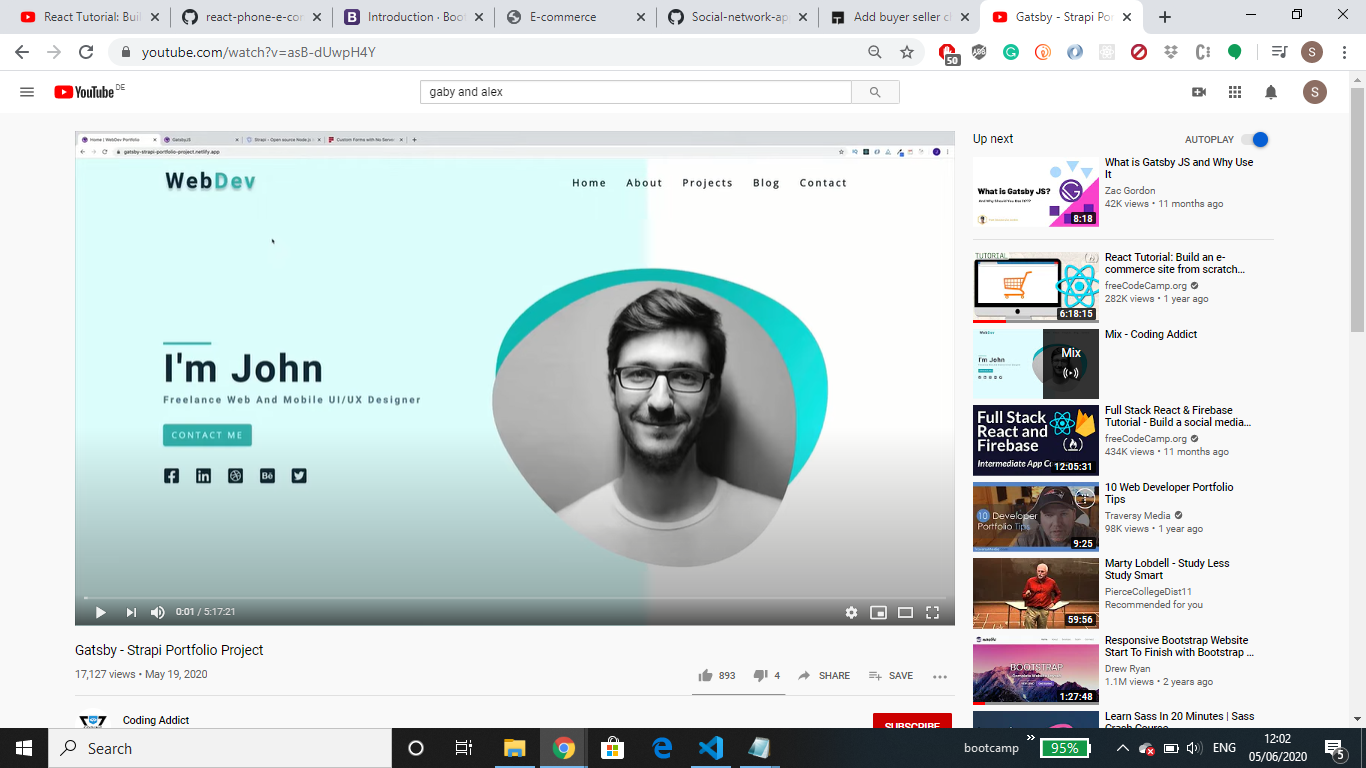 React Tutorial: Buil
react-phone-e-con
Introduction · Boot
E-commerce
Social-network-ap
Add buyer seller ch
Gatsby - Strapi Por
youtube.com/watch?v=asB-dUwpH4Y
50
S
YouTube DE
gaby and alex
S
Home | WebDev Portfolio
GatsbyJS
Strapi - Open source Node.js
Custom Forms with No Serve
gatsby-strapi-portfolio-project.netlify.app
WebDev
Home About Projects Blog Contact
I'm John
Freelance Web And Mobile UI/UX Designer
CONTACT ME
0:01 / 5:17:21
Gatsby - Strapi Portfolio Project
17,127 views • May 19, 2020
893 4 SHARE SAVE
Coding Addict
SUBSCRIBE
Up next
AUTOPLAY
What is Gatsby JS?
8:18
What is Gatsby JS and Why Use
It
Zac Gordon
42K views • 11 months ago
TUTORIAL
6:18:15
React Tutorial: Build an e-
commerce site from scratch...
freeCodeCamp.org
282K views • 1 year ago
WebDev
I'm John
Mix
Mix - Coding Addict
Full Stack
React and
Firebase
Intermediate App Co
12:05:31
Full Stack React & Firebase
Tutorial - Build a social media...
freeCodeCamp.org
434K views • 11 months ago
10 Developer
Portfolio Tips
9:25
10 Web Developer Portfolio
Tips
Traversy Media
98K views • 1 year ago
59:56
Marty Lobdell - Study Less
Study Smart
PierceCollegeDist11
Recommended for you
BOOTSTRAP
1:27:48
Responsive Bootstrap Website
Start To Finish with Bootstrap ...
Drew Ryan
1.1M views • 2 years ago
Learn Sass In 20 Minutes | Sass
Crash Course
Search
bootcamp
95%
ENG
12:02
05/06/2020
5